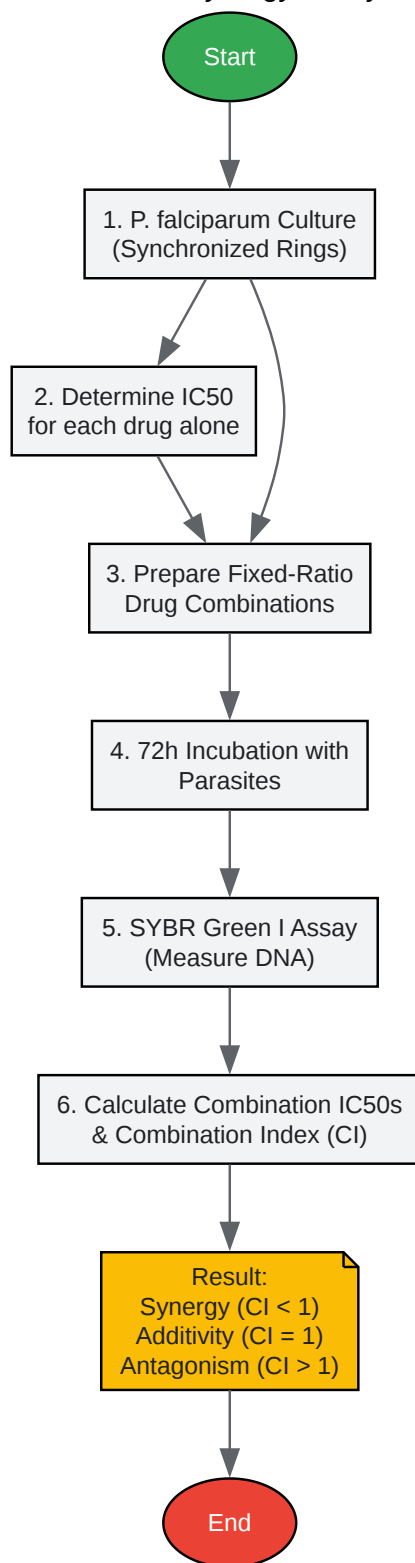 Start
1. P. falciparum Culture
(Synchronized Rings)
2. Determine IC50
for each drug alone
3. Prepare Fixed-Ratio
Drug Combinations
4. 72h Incubation with
Parasites
5. SYBR Green I Assay
(Measure DNA)
6. Calculate Combination IC50s
& Combination Index (CI)
Result:
Synergy (CI < 1)
Additivity (CI = 1)
Antagonism (CI > 1)
End